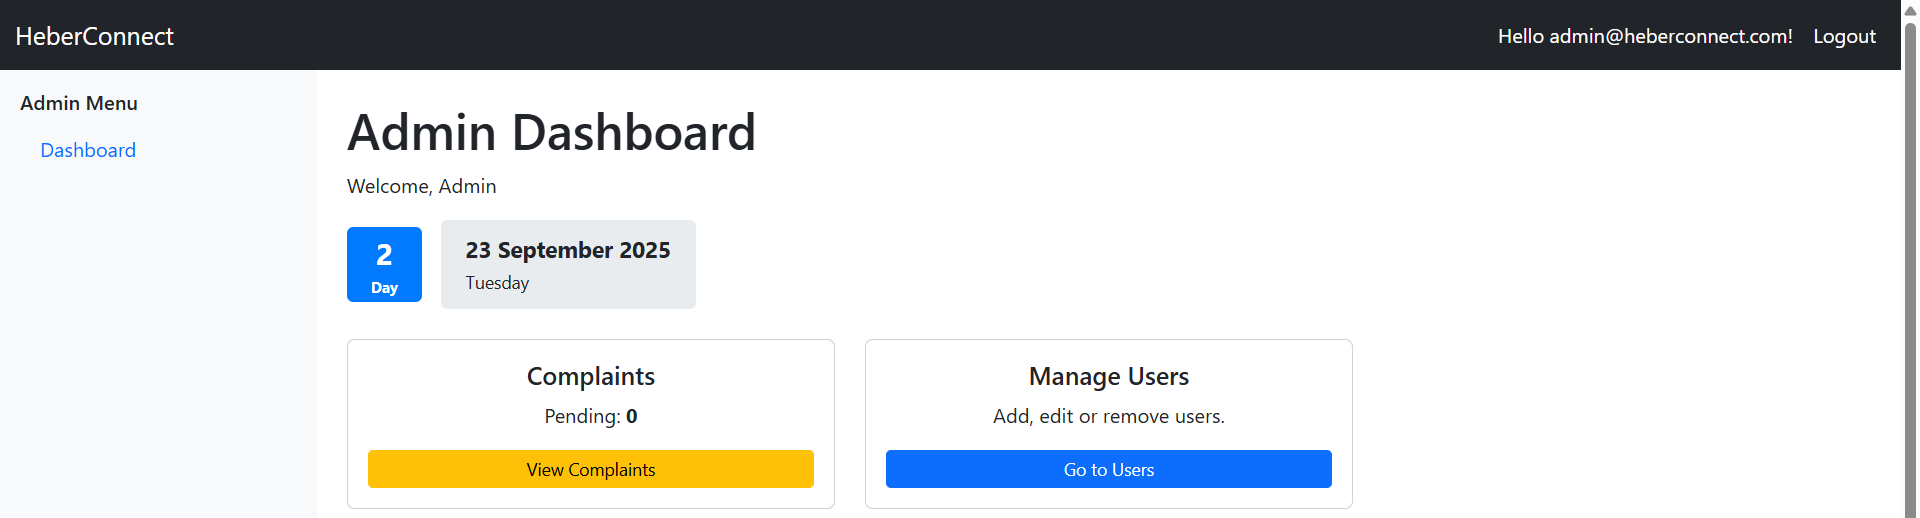 HeberConnect
Hello admin@heberconnect.com! Logout
Admin Menu
Dashboard
Admin Dashboard
Welcome, Admin
2
Day
23 September 2025
Tuesday
Complaints
Pending: 0
View Complaints
Manage Users
Add, edit or remove users.
Go to Users